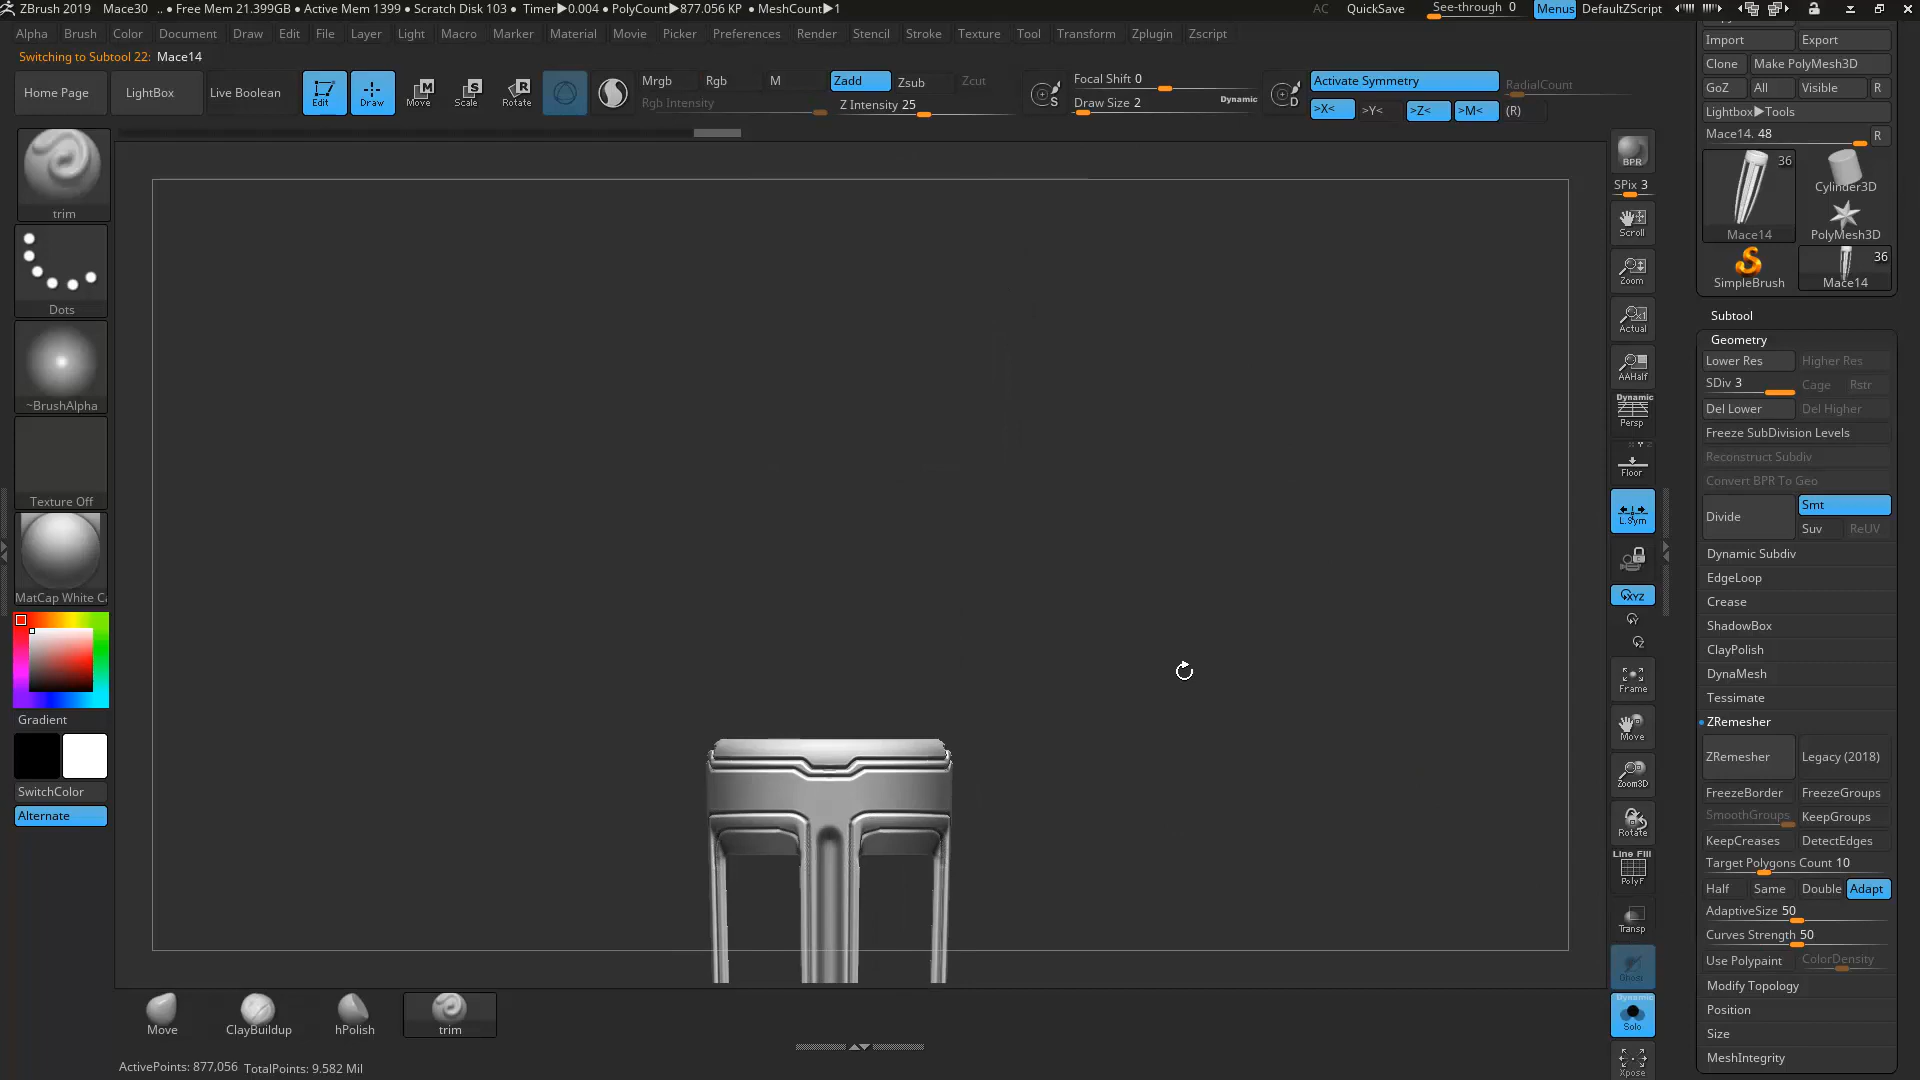 ZBrush 2019 Mace30 .. • Free Mem 21.399GB • Active Mem 1399 • Scratch Disk 103 • Timer▶0.004 • PolyCount▶877.056 KP • MeshCount▶1 AC QuickSave See-through 0 Menus DefaultZScript
Alpha Brush Color Document Draw Edit File Layer Light Macro Marker Material Movie Picker Preferences Render Stencil Stroke Texture Tool Transform Zplugin Zscript
Switching to Subtool 22: Mace14
Home Page LightBox Live Boolean Edit Draw Move Scale Rotate
Mrgb Rgb M Zadd Zsub Zcut
Rgb Intensity Z Intensity 25
Focal Shift 0
Draw Size 2 Dynamic
S D
Activate Symmetry RadialCount
>X< >Y< >Z< >M< (R)
trim
Dots
~BrushAlpha
Texture Off
MatCap White Ca
Gradient
SwitchColor
Alternate
BPR
SPix 3
Scroll
Zoom
Actual
AAHalf
Dynamic
Persp
Floor
L.Sym
XYZ
Y
Z
Frame
Move
Zoom3D
Rotate
Line Fill
PolyF
Transp
Ghost
Dynamic
Solo
Xpose
Import Export
Clone Make PolyMesh3D
GoZ All Visible R
Lightbox▶Tools
Mace14. 48 R
36
Mace14
Cylinder3D
PolyMesh3D
SimpleBrush
36
Mace14
Subtool
Geometry
Lower Res Higher Res
SDiv 3 Cage Rstr
Del Lower Del Higher
Freeze SubDivision Levels
Reconstruct Subdiv
Convert BPR To Geo
Divide Smt
Suv ReUV
Dynamic Subdiv
EdgeLoop
Crease
ShadowBox
ClayPolish
DynaMesh
Tessimate
ZRemesher
ZRemesher Legacy (2018)
FreezeBorder FreezeGroups
SmoothGroups KeepGroups
KeepCreases DetectEdges
Target Polygons Count 10
Half Same Double Adapt
AdaptiveSize 50
Curves Strength 50
Use Polypaint ColorDensity
Modify Topology
Position
Size
MeshIntegrity
Move ClayBuildup hPolish trim
ActivePoints: 877,056 TotalPoints: 9.582 Mil